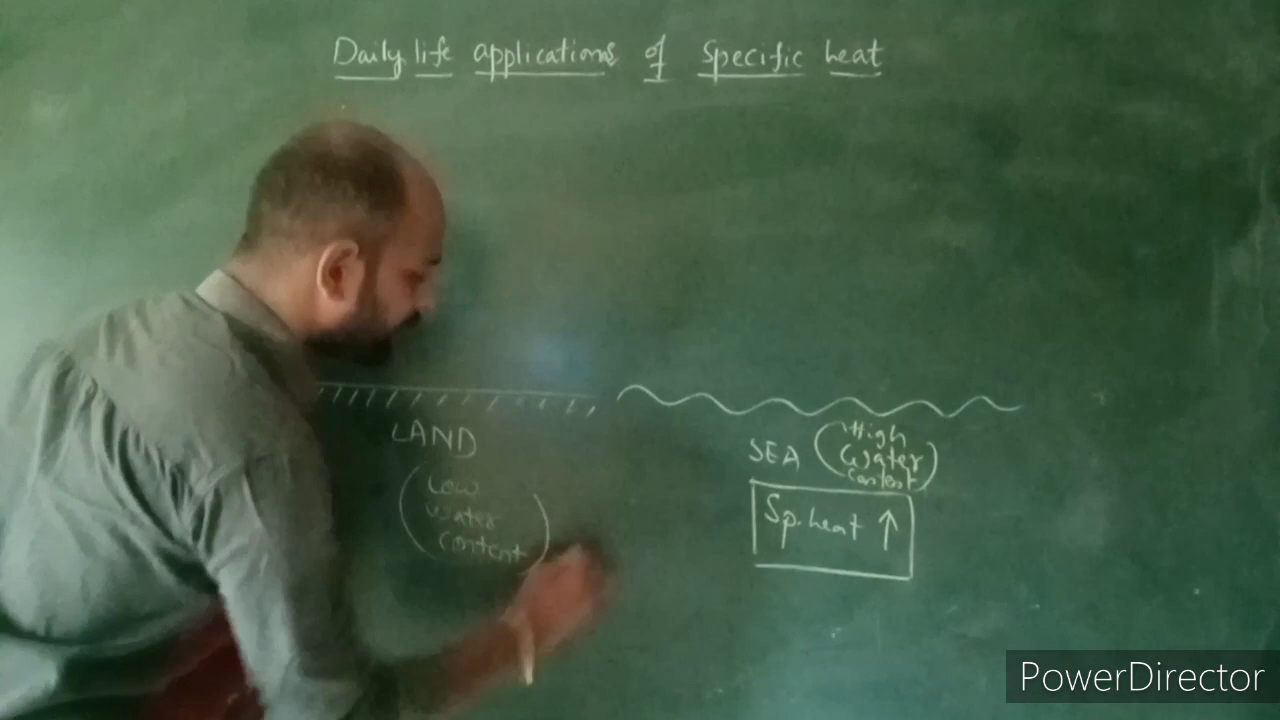 Daily life applications of Specific heat
LAND
(Low
Water
content)
SEA (High
Water
content)
Sp. heat ↑
PowerDirector